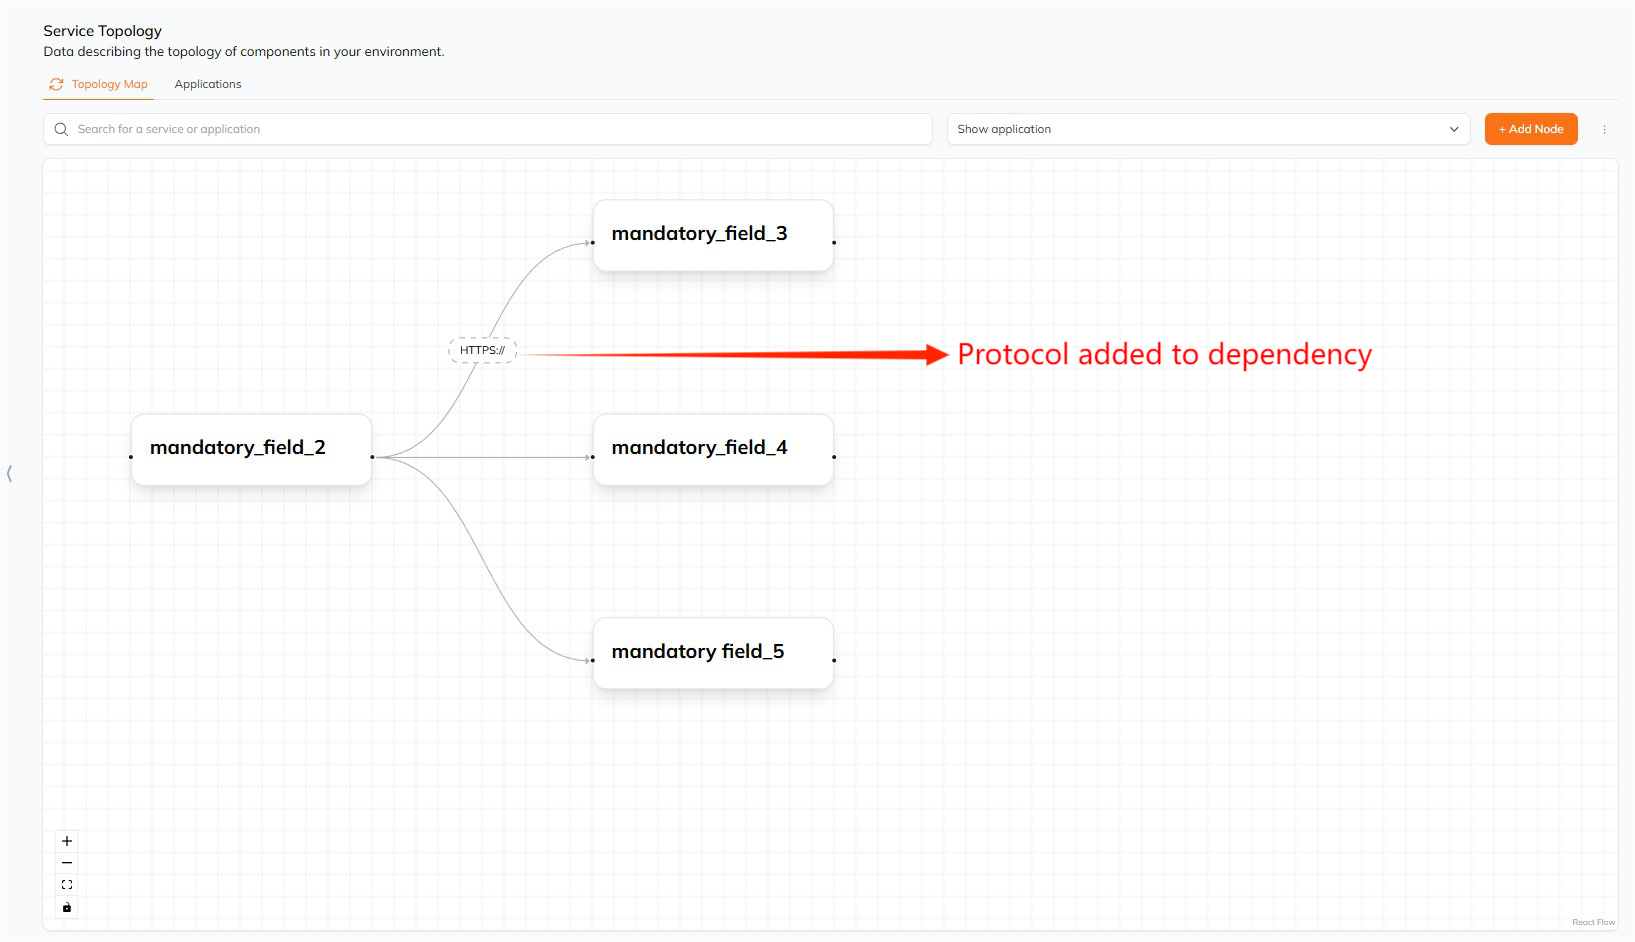 Service Topology
Data describing the topology of components in your environment.
Topology Map
Applications
Search for a service or application
Show application
+ Add Node
mandatory_field_3
HTTPS://
Protocol added to dependency
mandatory_field_2
mandatory_field_4
mandatory field_5
React Flow